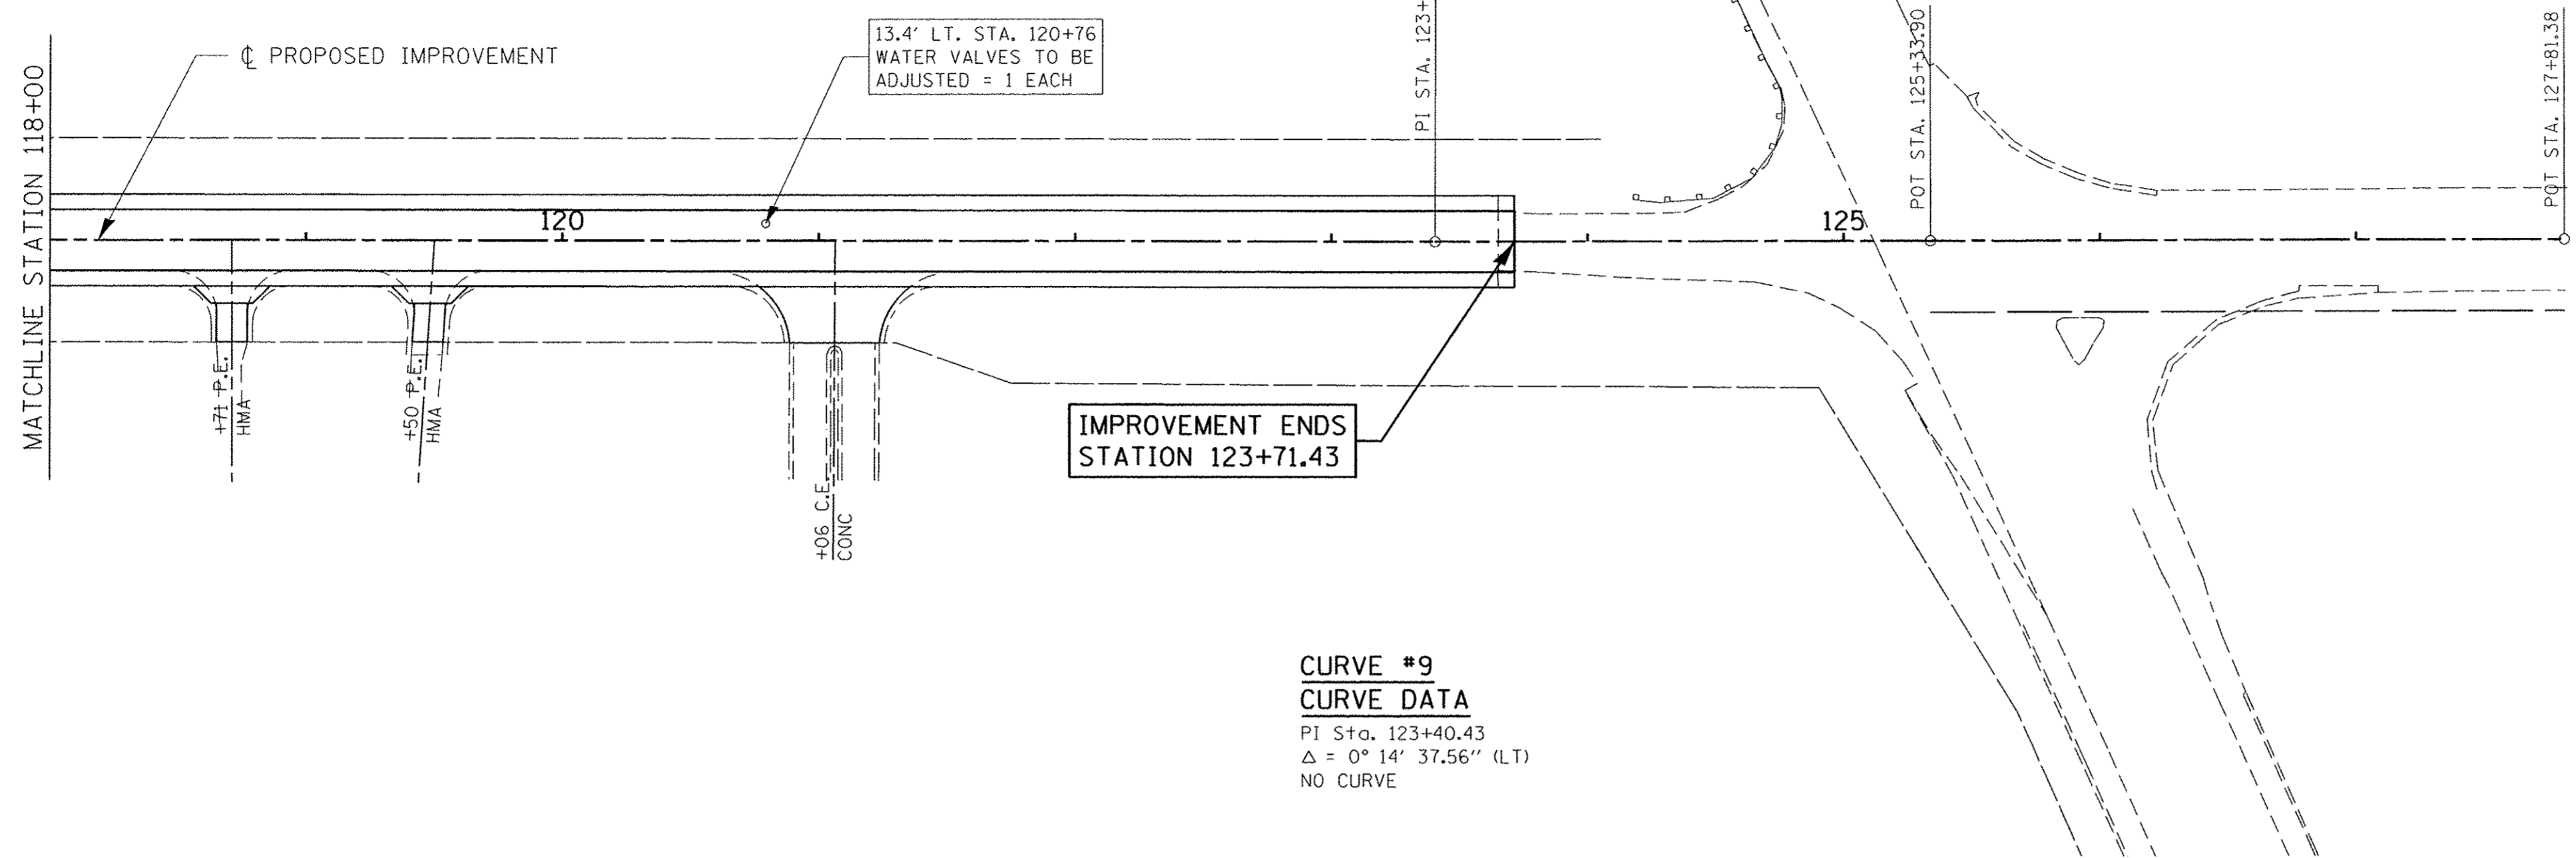 MATCHLINE STATION 118+00
℄ PROPOSED IMPROVEMENT
13.4' LT. STA. 120+76
WATER VALVES TO BE
ADJUSTED = 1 EACH
PI STA. 123+
POT STA. 125+33.90
POT STA. 127+81.38
120
125
+71 P.E.
HMA
+50 P.E.
HMA
+06 C.E.
CONC
IMPROVEMENT ENDS
STATION 123+71.43
CURVE #9
CURVE DATA
PI Sta. 123+40.43
Δ = 0° 14' 37.56" (LT)
NO CURVE